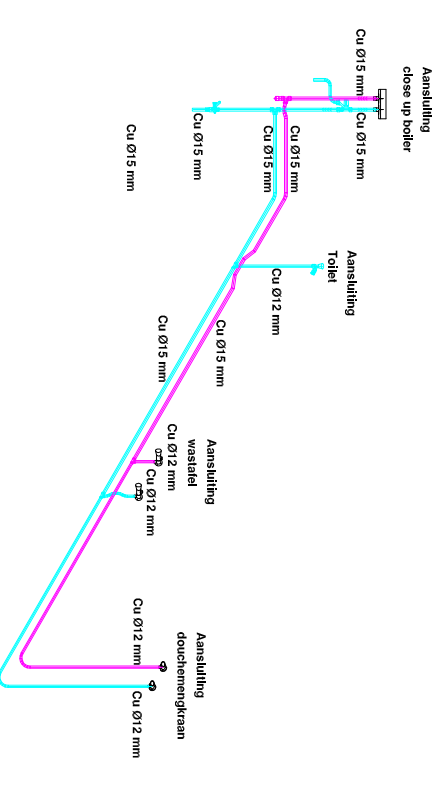 Aansluiting
close up boiler
Cu Ø15 mm
Cu Ø15 mm
Cu Ø15 mm
Cu Ø15 mm
Cu Ø15 mm
Cu Ø15 mm
Aansluiting
Toilet
Cu Ø12 mm
Cu Ø15 mm
Cu Ø15 mm
Aansluiting
wastafel
Cu Ø12 mm
Cu Ø12 mm
Aansluiting
douchemengkraan
Cu Ø12 mm
Cu Ø12 mm